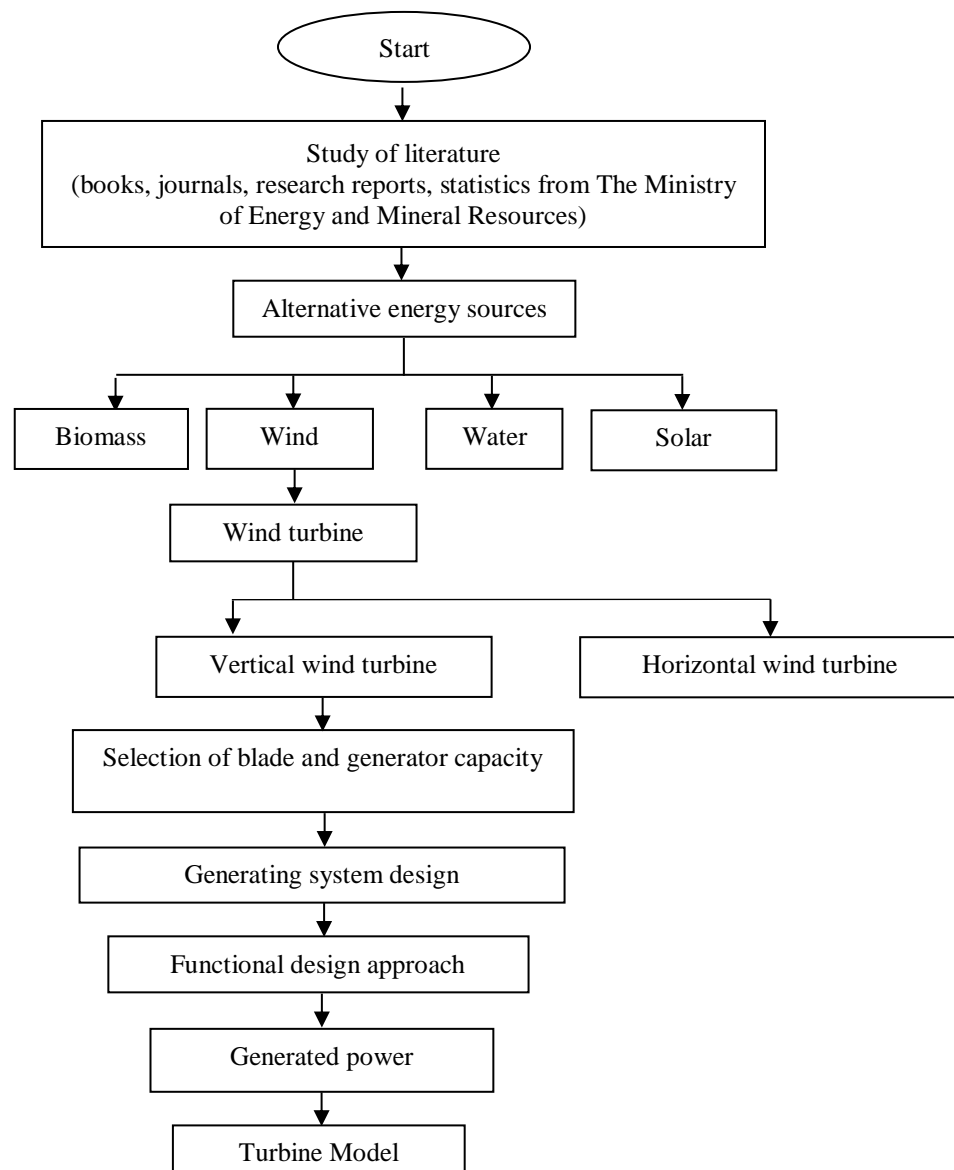 Start
Study of literature
(books, journals, research reports, statistics from The Ministry
of Energy and Mineral Resources)
Alternative energy sources
Biomass
Wind
Water
Solar
Wind turbine
Vertical wind turbine
Horizontal wind turbine
Selection of blade and generator capacity
Generating system design
Functional design approach
Generated power
Turbine Model